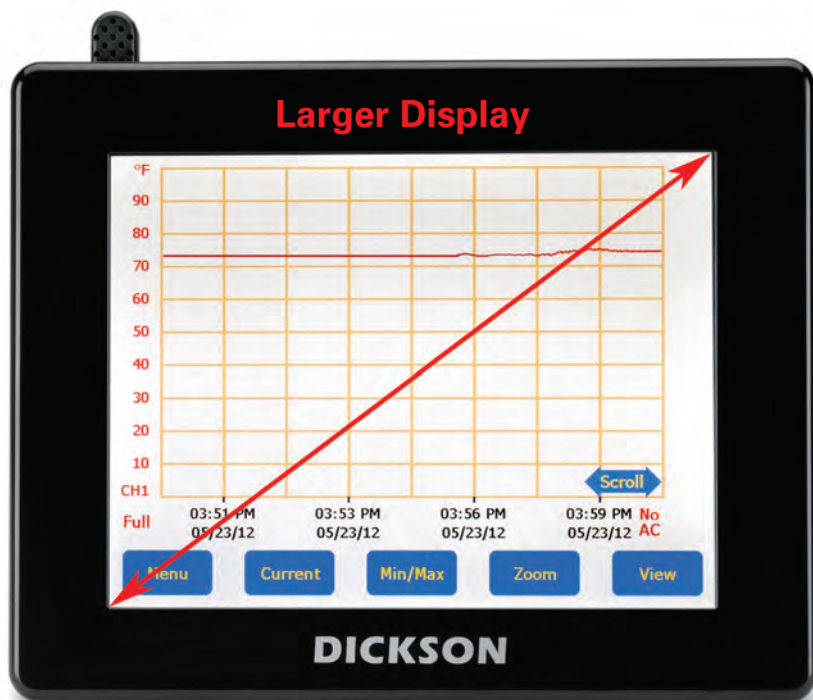 Larger Display
°F
90
80
70
60
50
40
30
20
10
CH1
Scroll
Full
03:51 PM 03:53 PM 03:56 PM 03:59 PM No
05/23/12 05/23/12 05/23/12 05/23/12 AC
Menu Current Min/Max Zoom View
DICKSON